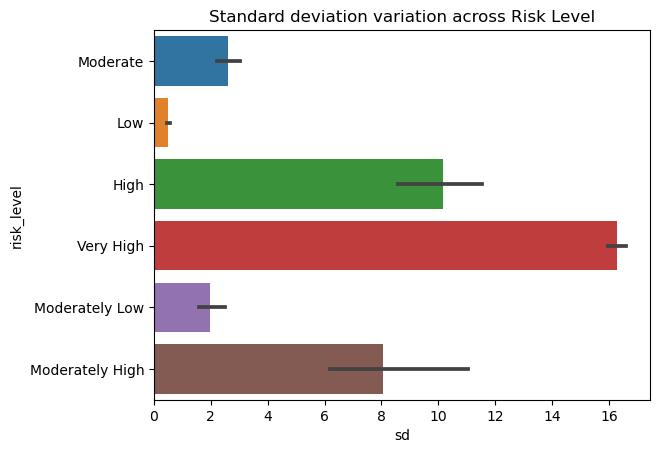 Standard deviation variation across Risk Level
Moderate
Low
High
Very High
Moderately Low
Moderately High
risk_level
0 2 4 6 8 10 12 14 16
sd